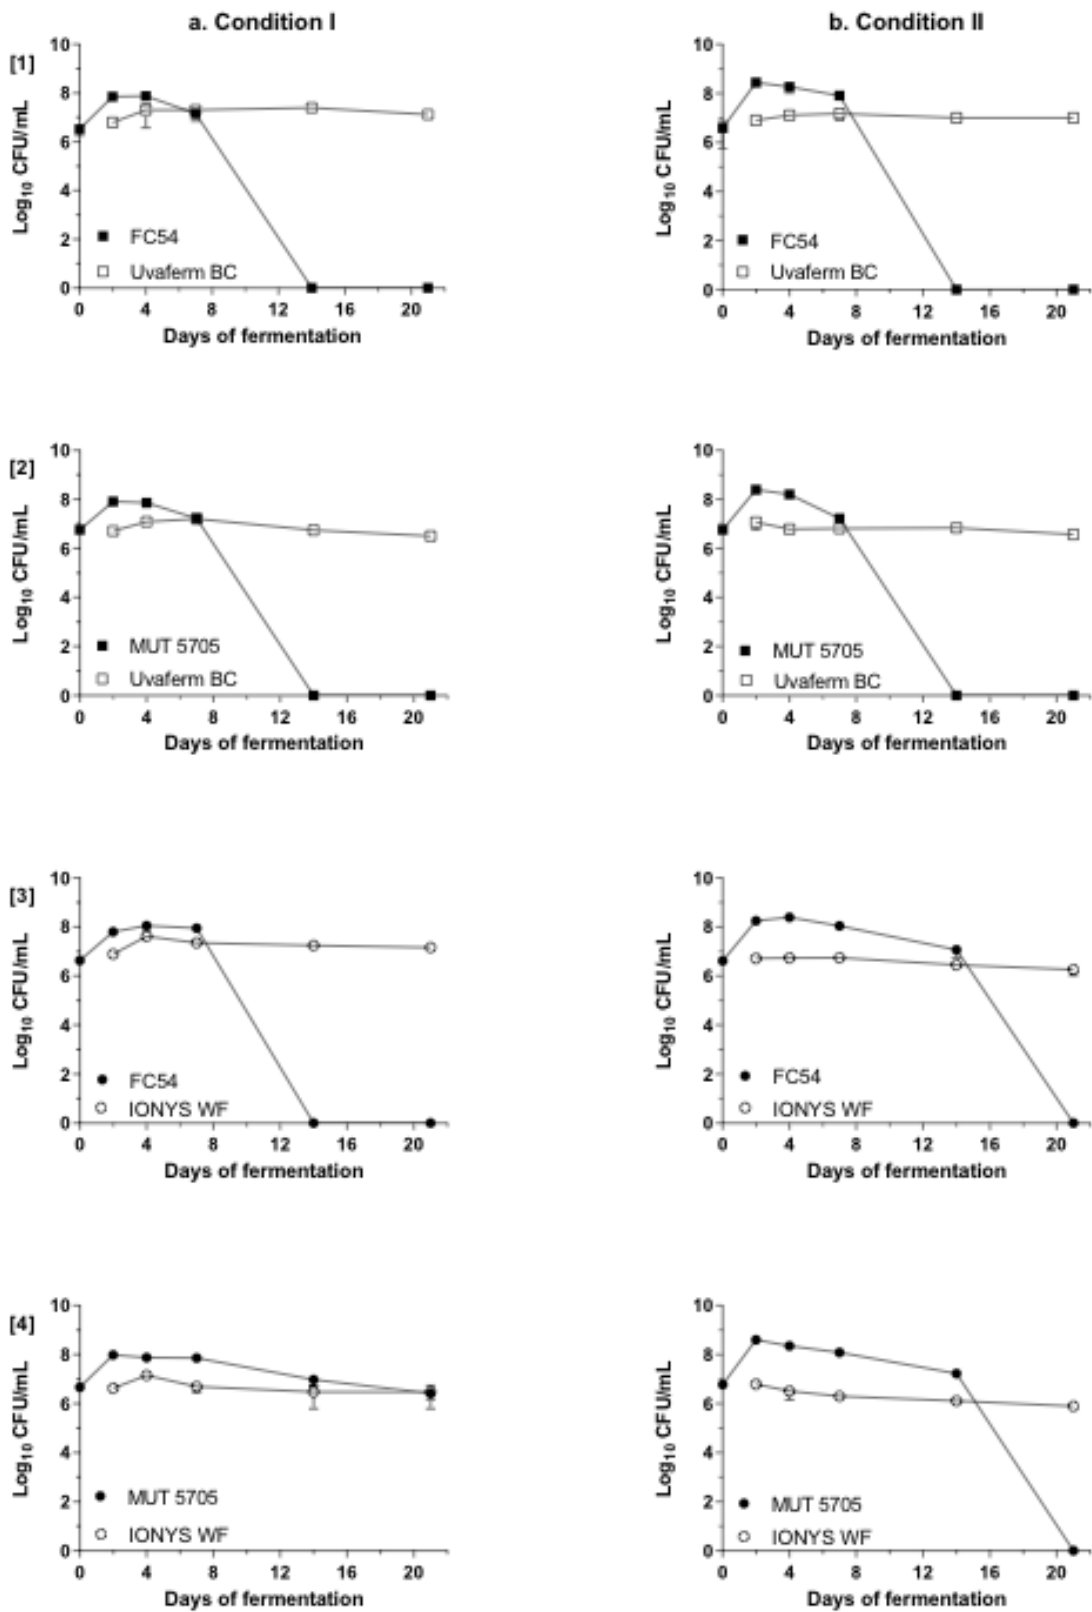 a. Condition I
b. Condition II
[1]
10
8
6
4
2
0
Log10 CFU/mL
FC54
Uvaferm BC
0 4 8 12 16 20
Days of fermentation
10
8
6
4
2
0
Log10 CFU/mL
FC54
Uvaferm BC
0 4 8 12 16 20
Days of fermentation
[2]
10
8
6
4
2
0
Log10 CFU/mL
MUT 5705
Uvaferm BC
0 4 8 12 16 20
Days of fermentation
10
8
6
4
2
0
Log10 CFU/mL
MUT 5705
Uvaferm BC
0 4 8 12 16 20
Days of fermentation
[3]
10
8
6
4
2
0
Log10 CFU/mL
FC54
IONYS WF
0 4 8 12 16 20
Days of fermentation
10
8
6
4
2
0
Log10 CFU/mL
FC54
IONYS WF
0 4 8 12 16 20
Days of fermentation
[4]
10
8
6
4
2
0
Log10 CFU/mL
MUT 5705
IONYS WF
0 4 8 12 16 20
Days of fermentation
10
8
6
4
2
0
Log10 CFU/mL
MUT 5705
IONYS WF
0 4 8 12 16 20
Days of fermentation